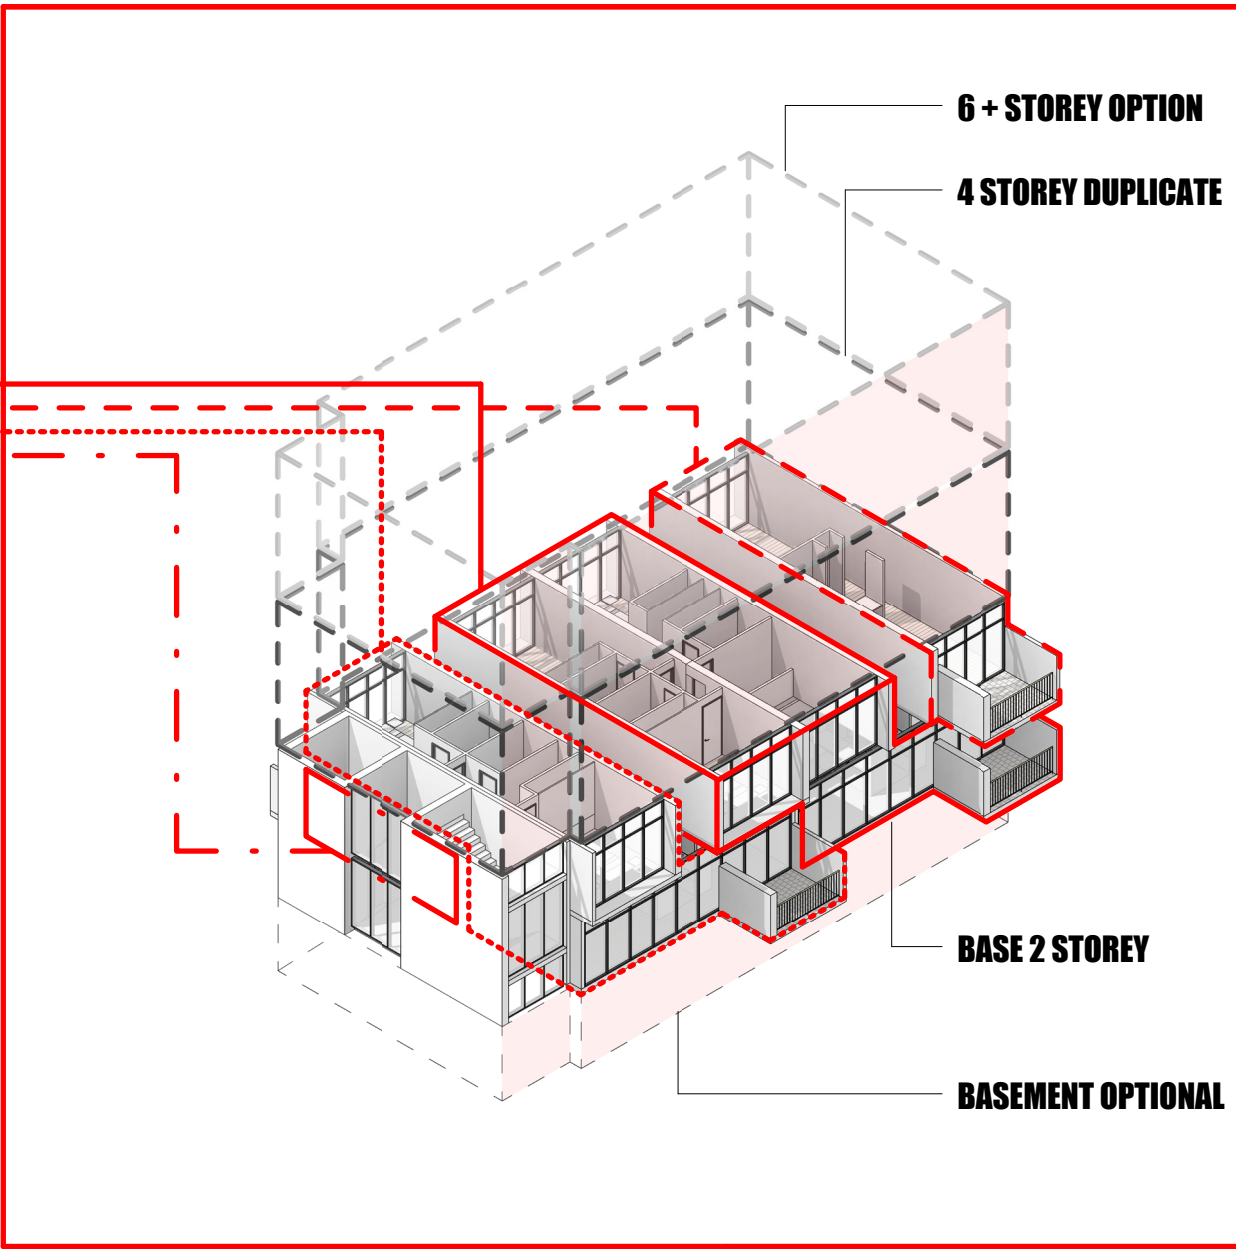 6 + STOREY OPTION
4 STOREY DUPLICATE
BASE 2 STOREY
BASEMENT OPTIONAL